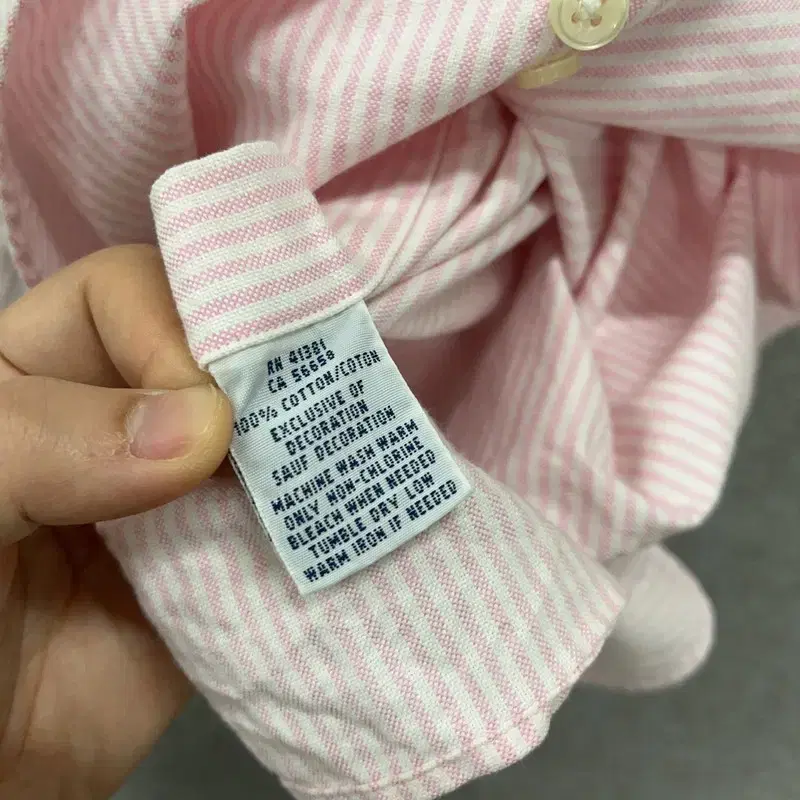 RN 41381
CA 56659
100% COTTON/COTON
EXCLUSIVE OF
DECORATION
SAUF DECORATION
MACHINE WASH WARM
ONLY NON-CHLORINE
BLEACH WHEN NEEDED
TUMBLE DRY LOW
WARM IRON IF NEEDED